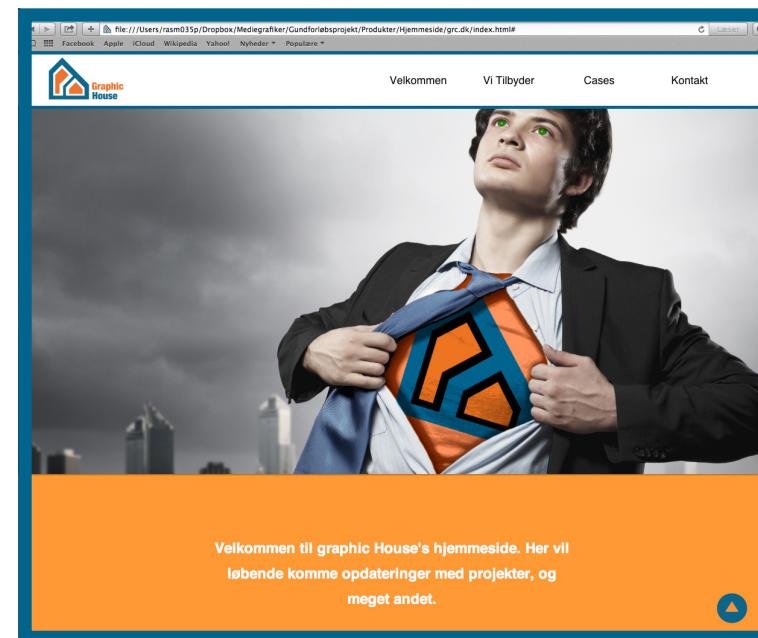 file:///Users/rasm035p/Dropbox/Mediegrafiker/Gundforløbsprojekt/Produkter/Hjemmeside/grc.dk/index.html#
Læser
Facebook Apple iCloud Wikipedia Yahoo! Nyheder Populære
Graphic
House
Velkommen Vi Tilbyder Cases Kontakt
Velkommen til graphic House's hjemmeside. Her vil
løbende komme opdateringer med projekter, og
meget andet.